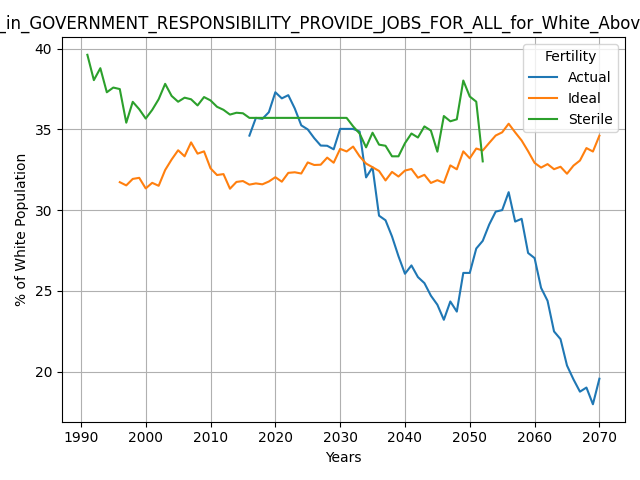 _in_GOVERNMENT_RESPONSIBILITY_PROVIDE_JOBS_FOR_ALL_for_White_Abov
Fertility
Actual
Ideal
Sterile
% of White Population
40
35
30
25
20
1990 2000 2010 2020 2030 2040 2050 2060 2070
Years